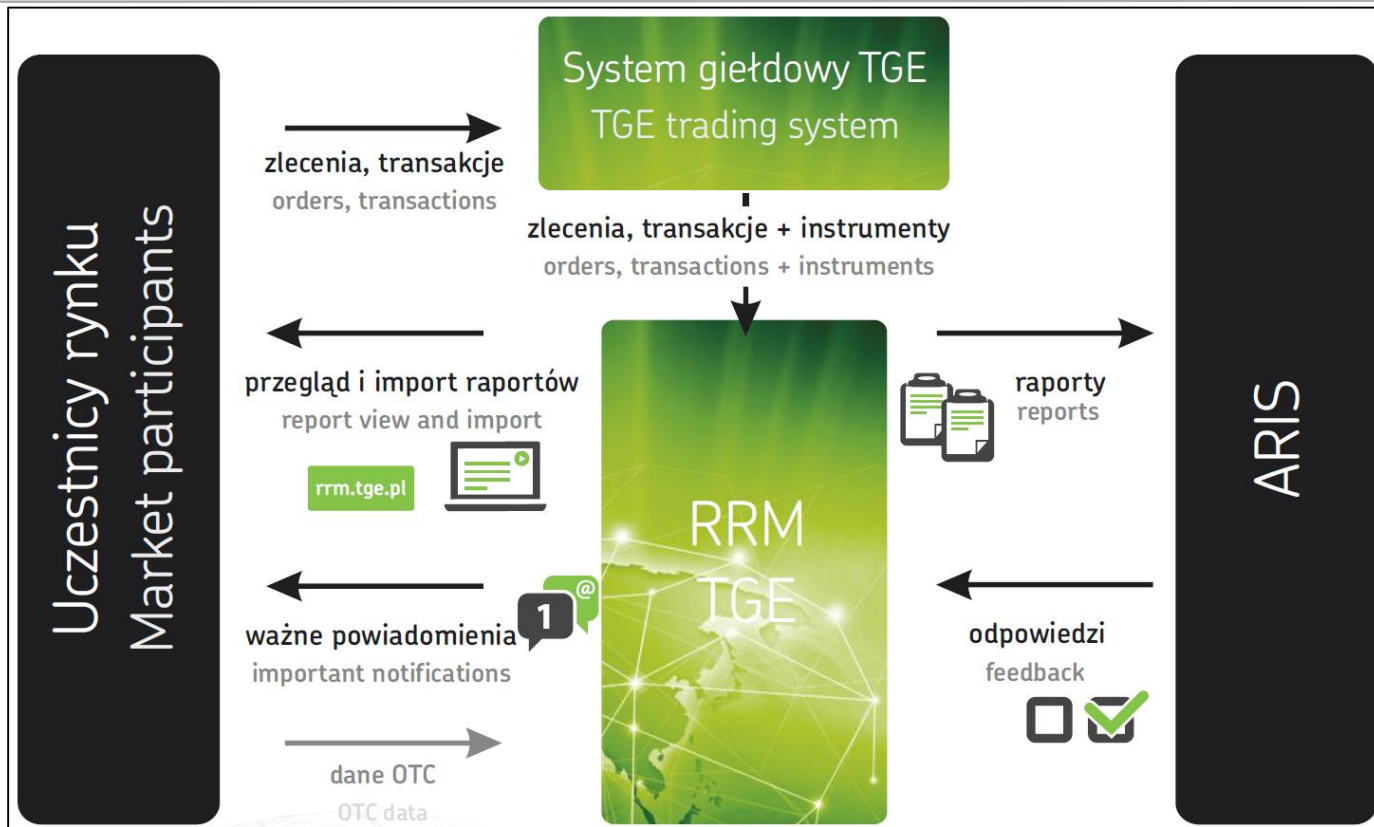 Uczestnicy rynku
Market participants
zlecenia, transakcje
orders, transactions
System giełdowy TGE
TGE trading system
zlecenia, transakcje + instrumenty
orders, transactions + instruments
przegląd i import raportów
report view and import
rrm.tge.pl
ważne powiadomienia
important notifications
1
@
dane OTC
OTC data
RRM
TGE
raporty
reports
odpowiedzi
feedback
ARIS